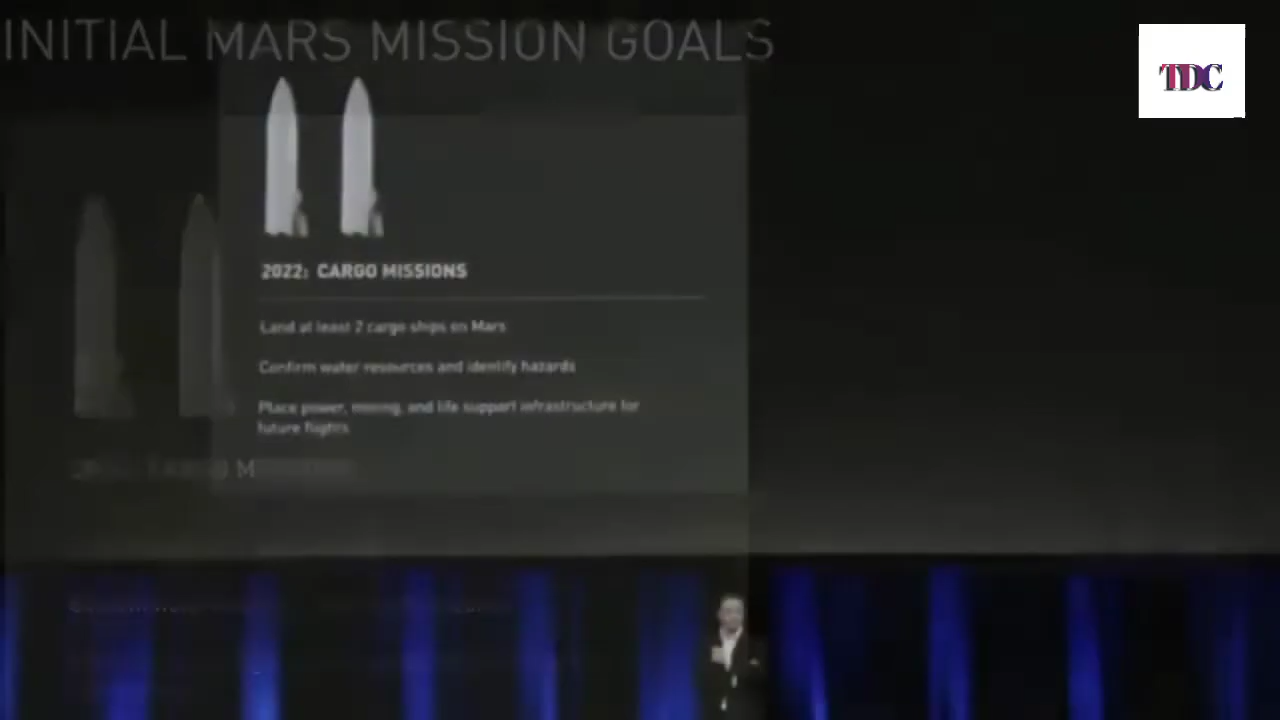 INITIAL MARS MISSION GOALS
TDC
2022: CARGO MISSIONS
Land at least 2 cargo ships on Mars
Confirm water resources and identify hazards
Place power, mining, and life support infrastructure for
future flights